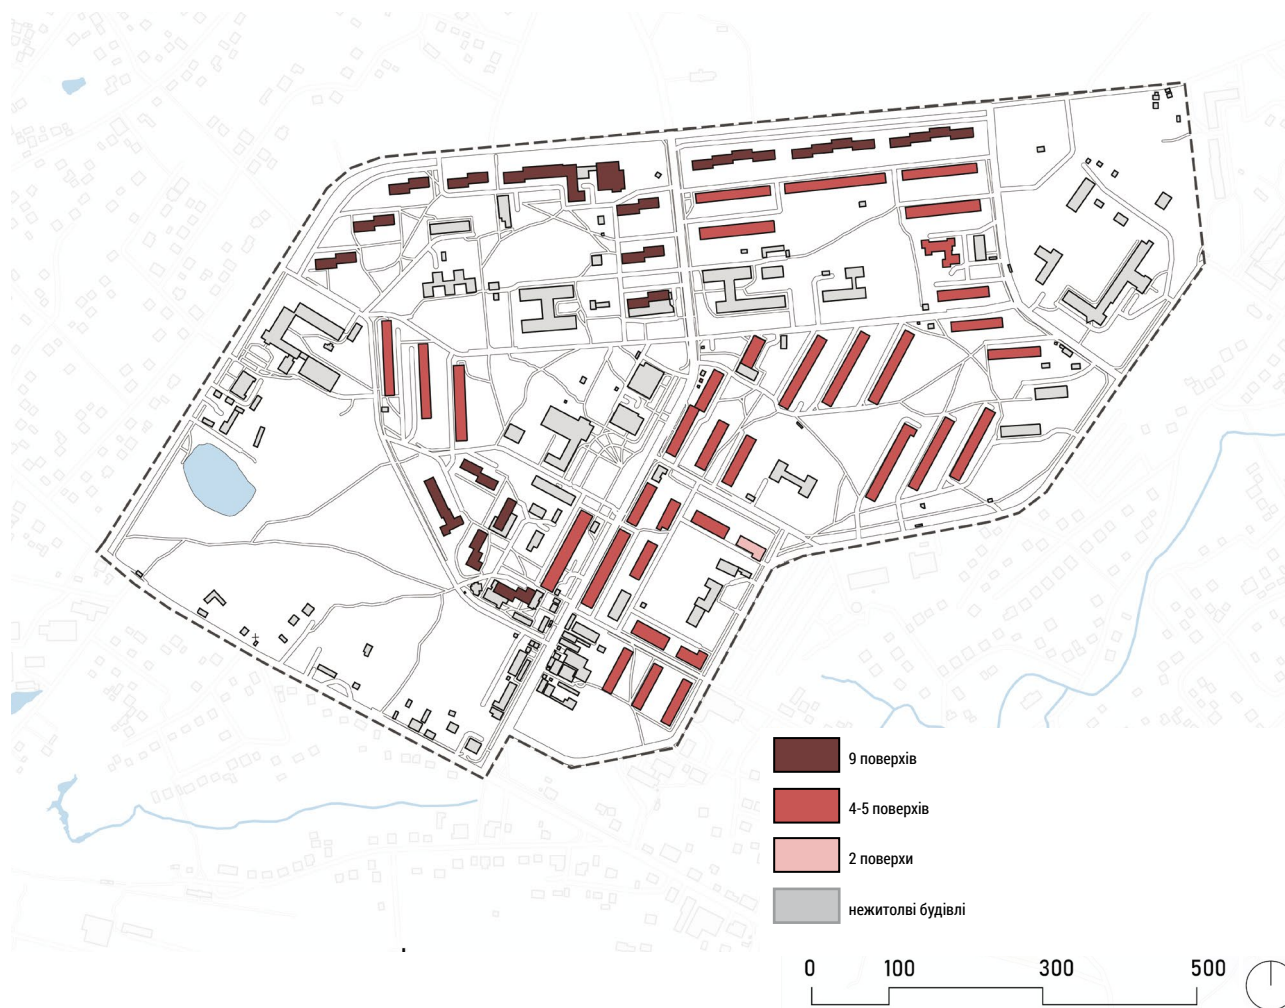 9 поверхів
4-5 поверхів
2 поверхи
нежитолві будівлі
0 100 300 500